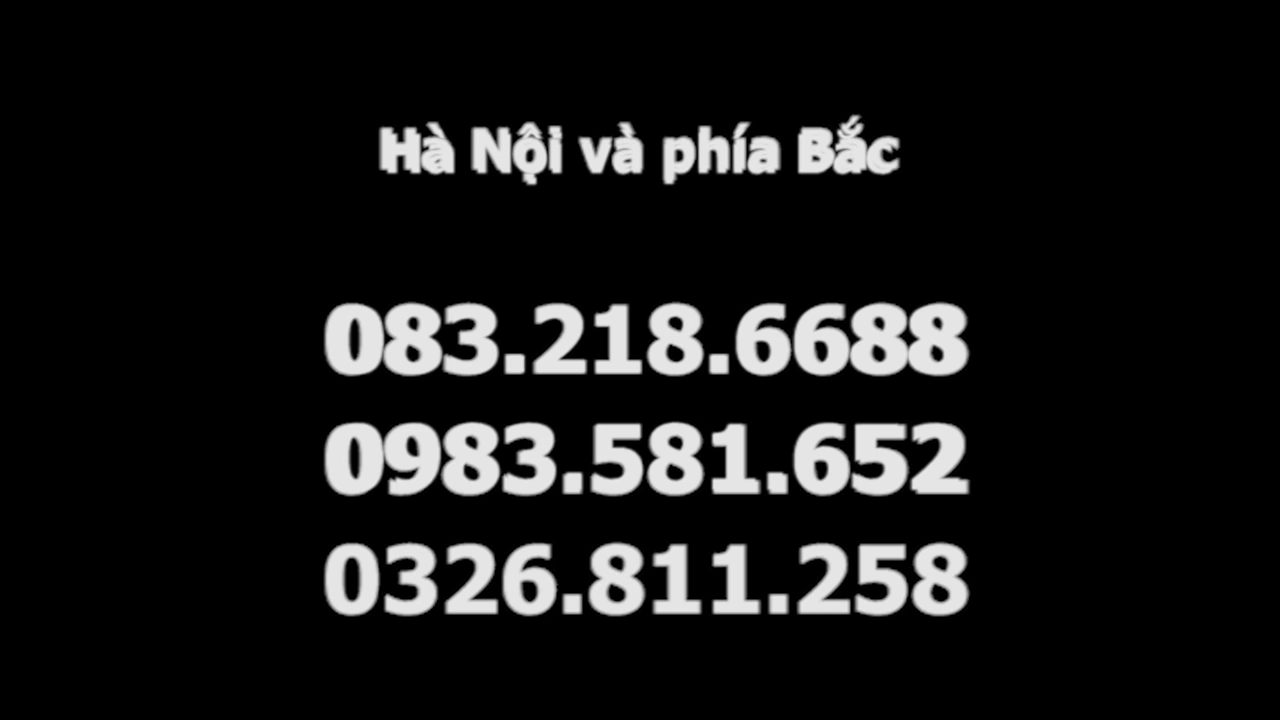 Hà Nội và phía Bắc
083.218.6688
0983.581.652
0326.811.258